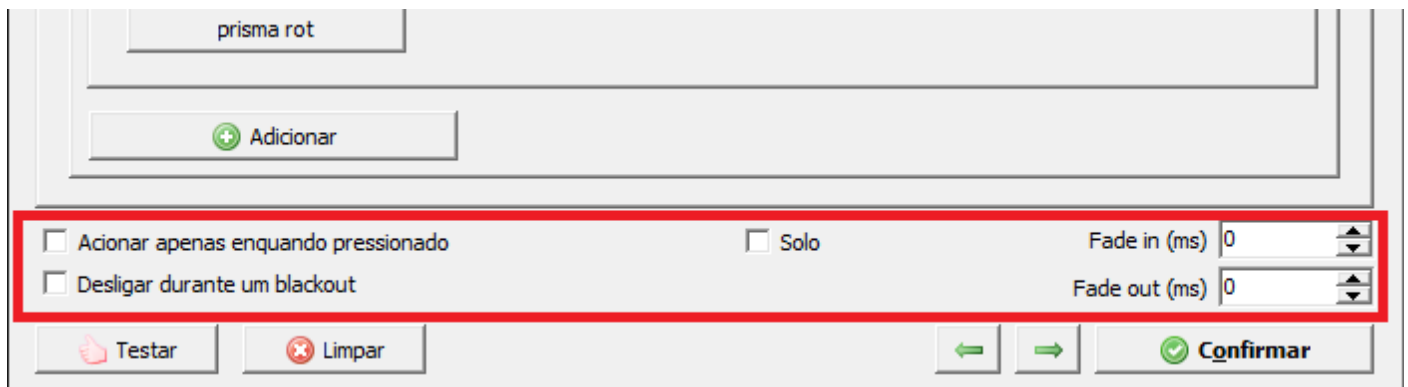 prisma rot
Adicionar
Acionar apenas enquando pressionado
Solo
Fade in (ms) 0
Desligar durante um blackout
Fade out (ms) 0
Testar
Limpar
Confirmar